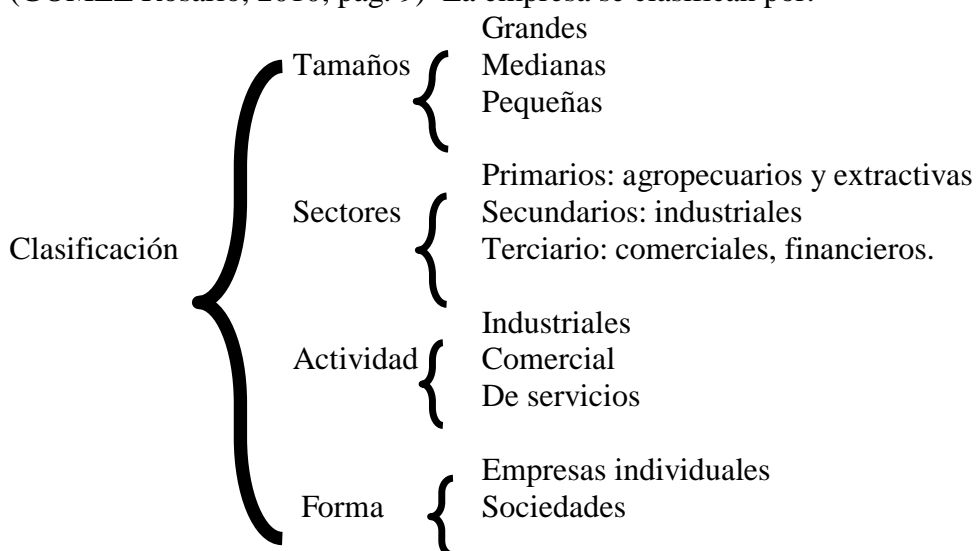 Grandes
Tamaños Medianas
Pequeñas
Primarios: agropecuarios y extractivas
Sectores Secundarios: industriales
Clasificación Terciario: comerciales, financieros.
Industriales
Actividad Comercial
De servicios
Empresas individuales
Forma Sociedades